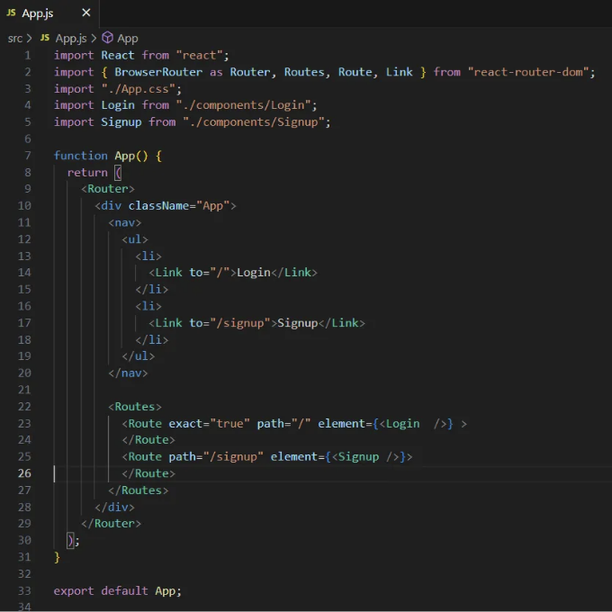 JS App.js ×
src > JS App.js > App
1 import React from "react";
2 import { BrowserRouter as Router, Routes, Route, Link } from "react-router-dom";
3 import "./App.css";
4 import Login from "./components/Login";
5 import Signup from "./components/Signup";
6
7 function App() {
8   return (
9     <Router>
10       <div className="App">
11         <nav>
12           <ul>
13             <li>
14               <Link to="/">Login</Link>
15             </li>
16             <li>
17               <Link to="/signup">Signup</Link>
18             </li>
19           </ul>
20         </nav>
21
22         <Routes>
23           <Route exact="true" path="/" element={<Login  />} >
24           </Route>
25           <Route path="/signup" element={<Signup />}>
26           </Route>
27         </Routes>
28       </div>
29     </Router>
30   );
31 }
32
33 export default App;
34